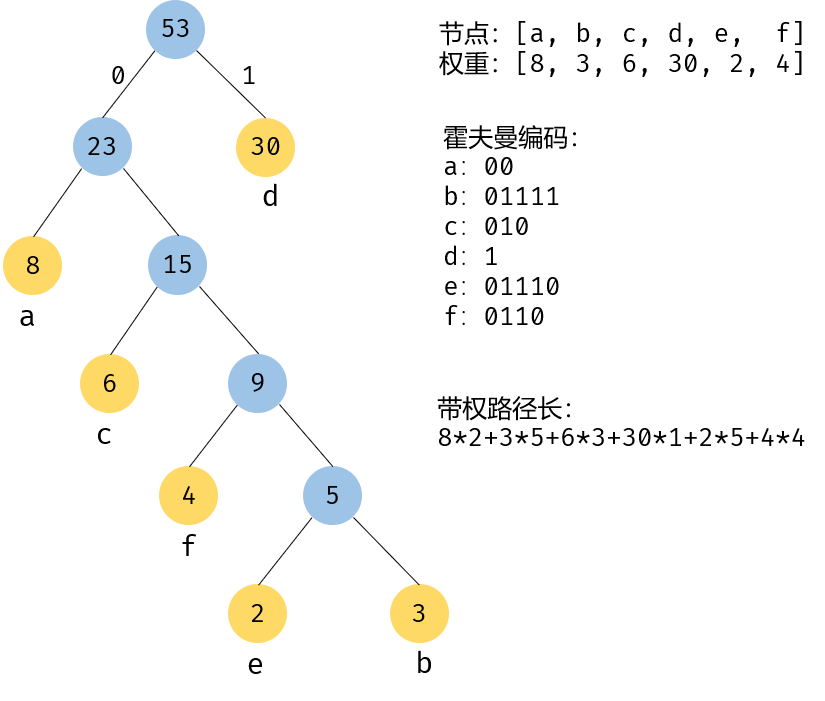 53
0
1
23
30
d
8
a
15
6
c
9
4
f
5
2
e
3
b
节点：[a, b, c, d, e,  f]
权重：[8, 3, 6, 30, 2, 4]
霍夫曼编码：
a：00
b：01111
c：010
d：1
e：01110
f：0110
带权路径长：
8*2+3*5+6*3+30*1+2*5+4*4